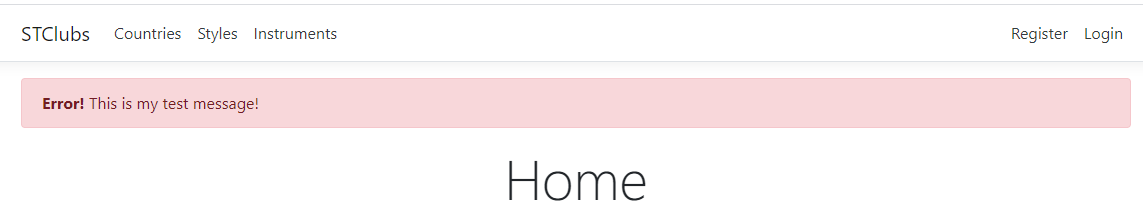 STClubs Countries Styles Instruments Register Login
Error! This is my test message!
Home